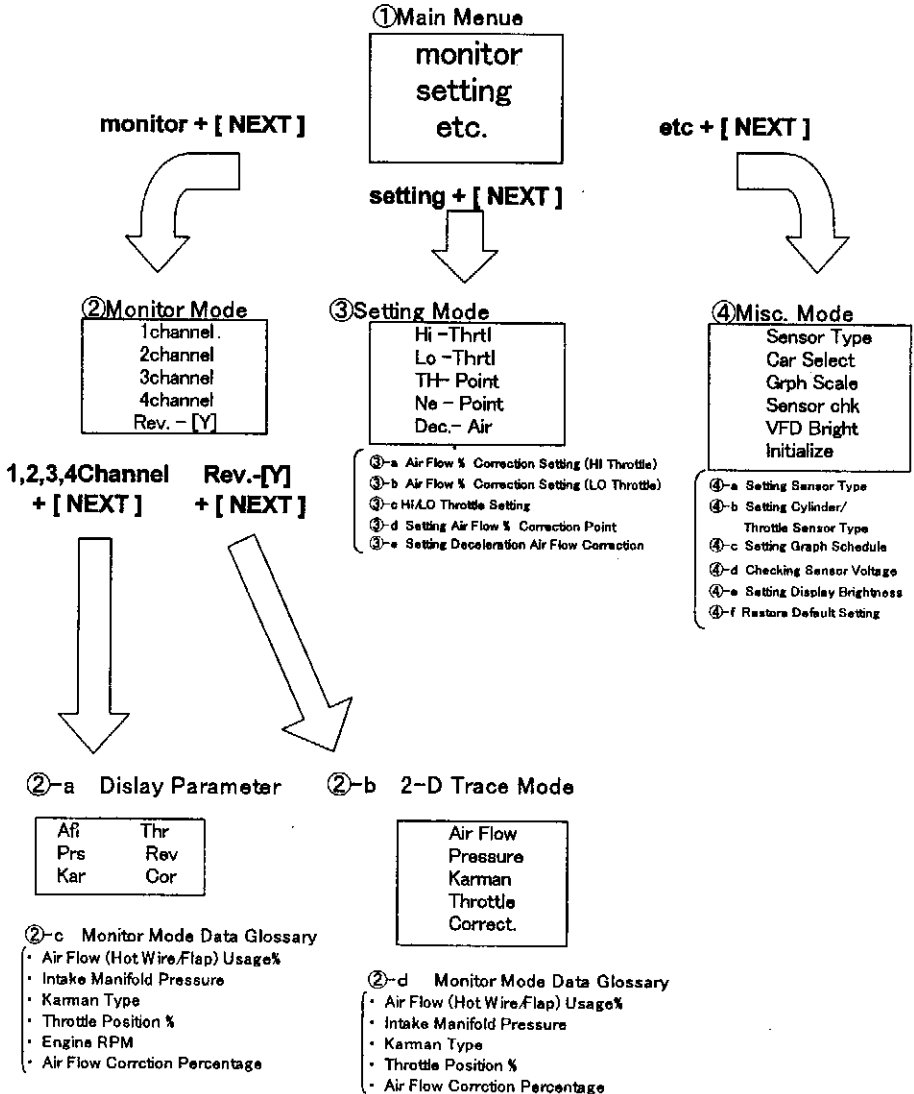 ①Main Menue
monitor
setting
etc.
monitor + [ NEXT ]
etc + [ NEXT ]
setting + [ NEXT ]
②Monitor Mode
1channel.
2channel
3channel
4channel
Rev. - [Y]
1,2,3,4Channel
+ [ NEXT ]
Rev.-[Y]
+ [ NEXT ]
③Setting Mode
Hi -Thrtl
Lo -Thrtl
TH- Point
Ne - Point
Dec.- Air
③-a Air Flow % Correction Setting (HI Throttle)
③-b Air Flow % Correction Setting (LO Throttle)
③-c Hi/LO Throttle Setting
③-d Setting Air Flow % Correction Point
③-e Setting Deceleration Air Flow Correction
④Misc. Mode
Sensor Type
Car Select
Grph Scale
Sensor chk
VFD Bright
Initialize
④-a Setting Sensor Type
④-b Setting Cylinder/
Throttle Sensor Type
④-c Setting Graph Schedule
④-d Checking Sensor Voltage
④-e Setting Display Brightness
④-f Restore Default Setting
②-a Dislay Parameter
Afl Thr
Prs Rev
Kar Cor
②-c Monitor Mode Data Glossary
・ Air Flow (Hot Wire/Flap) Usage%
・ Intake Manifold Pressure
・ Karman Type
・ Throttle Position %
・ Engine RPM
・ Air Flow Corrction Percentage
②-b 2-D Trace Mode
Air Flow
Pressure
Karman
Throttle
Correct.
②-d Monitor Mode Data Glossary
・ Air Flow (Hot Wire/Flap) Usage%
・ Intake Manifold Pressure
・ Karman Type
・ Throttle Position %
・ Air Flow Corrction Percentage